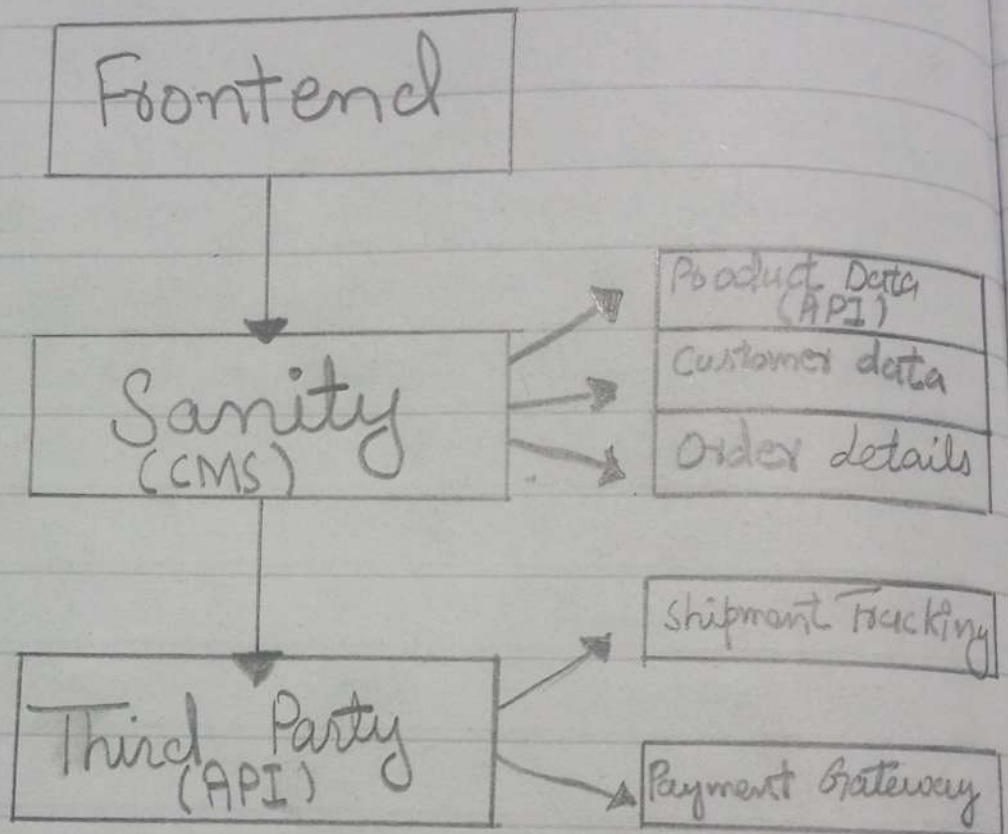 Frontend
Sanity
(CMS)
Product Data
(API)
Customer data
Order details
Third Party
(API)
Shipment Tracking
Payment Gateway